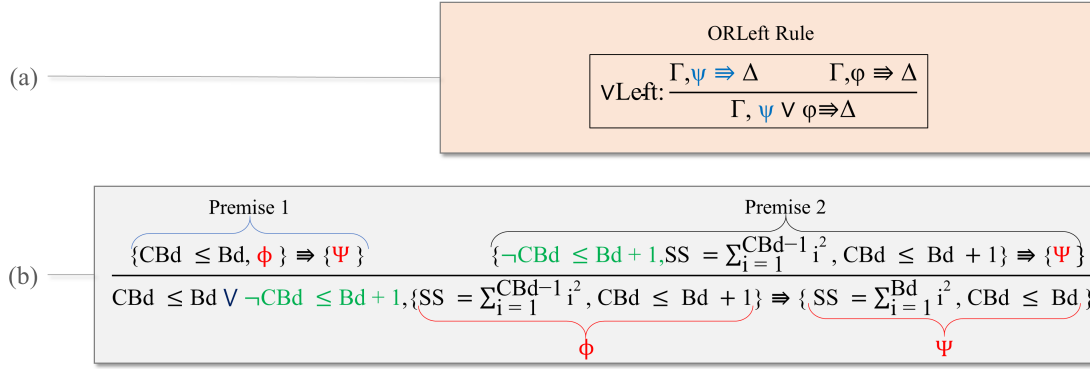 ORLeft Rule
(a)
∨Left: Γ,ψ ⇛ Δ Γ,φ ⇛ Δ
Γ, ψ ∨ φ⇛Δ
Premise 1 Premise 2
{CBd ≤ Bd, ϕ } ⇛ {Ψ } {¬CBd ≤ Bd + 1,SS = ∑_{i = 1}^{CBd−1} i², CBd ≤ Bd + 1} ⇛ {Ψ}
(b)
CBd ≤ Bd ∨ ¬CBd ≤ Bd + 1,{SS = ∑_{i = 1}^{CBd−1} i², CBd ≤ Bd + 1} ⇛ { SS = ∑_{i = 1}^{Bd} i², CBd ≤ Bd }
ϕ Ψ